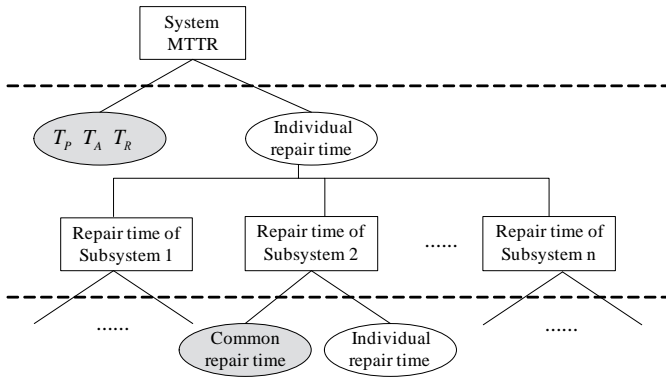 System
MTTR
T_P T_A T_R
Individual
repair time
Repair time of
Subsystem 1
Repair time of
Subsystem 2
......
Repair time of
Subsystem n
......
Common
repair time
Individual
repair time
......